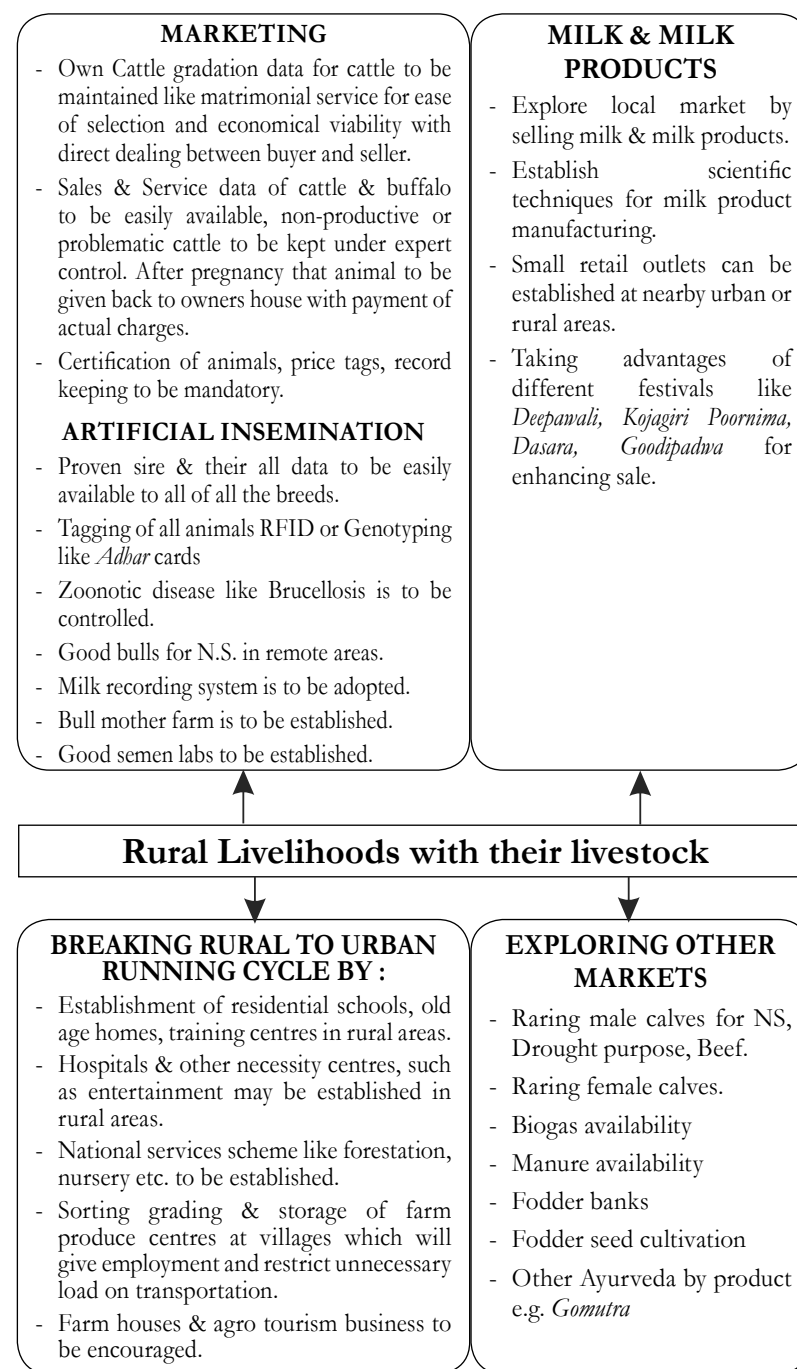 MARKETING
- Own Cattle gradation data for cattle to be
maintained like matrimonial service for ease
of selection and economical viability with
direct dealing between buyer and seller.
- Sales & Service data of cattle & buffalo
to be easily available, non-productive or
problematic cattle to be kept under expert
control. After pregnancy that animal to be
given back to owners house with payment of
actual charges.
- Certification of animals, price tags, record
keeping to be mandatory.
ARTIFICIAL INSEMINATION
- Proven sire & their all data to be easily
available to all of all the breeds.
- Tagging of all animals RFID or Genotyping
like Adhar cards
- Zoonotic disease like Brucellosis is to be
controlled.
- Good bulls for N.S. in remote areas.
- Milk recording system is to be adopted.
- Bull mother farm is to be established.
- Good semen labs to be established.
MILK & MILK
PRODUCTS
- Explore local market by
selling milk & milk products.
- Establish scientific
techniques for milk product
manufacturing.
- Small retail outlets can be
established at nearby urban or
rural areas.
- Taking advantages of
different festivals like
Deepawali, Kojagiri Poornima,
Dasara, Goodipadwa for
enhancing sale.
Rural Livelihoods with their livestock
BREAKING RURAL TO URBAN
RUNNING CYCLE BY :
- Establishment of residential schools, old
age homes, training centres in rural areas.
- Hospitals & other necessity centres, such
as entertainment may be established in
rural areas.
- National services scheme like forestation,
nursery etc. to be established.
- Sorting grading & storage of farm
produce centres at villages which will
give employment and restrict unnecessary
load on transportation.
- Farm houses & agro tourism business to
be encouraged.
EXPLORING OTHER
MARKETS
- Raring male calves for NS,
Drought purpose, Beef.
- Raring female calves.
- Biogas availability
- Manure availability
- Fodder banks
- Fodder seed cultivation
- Other Ayurveda by product
e.g. Gomutra